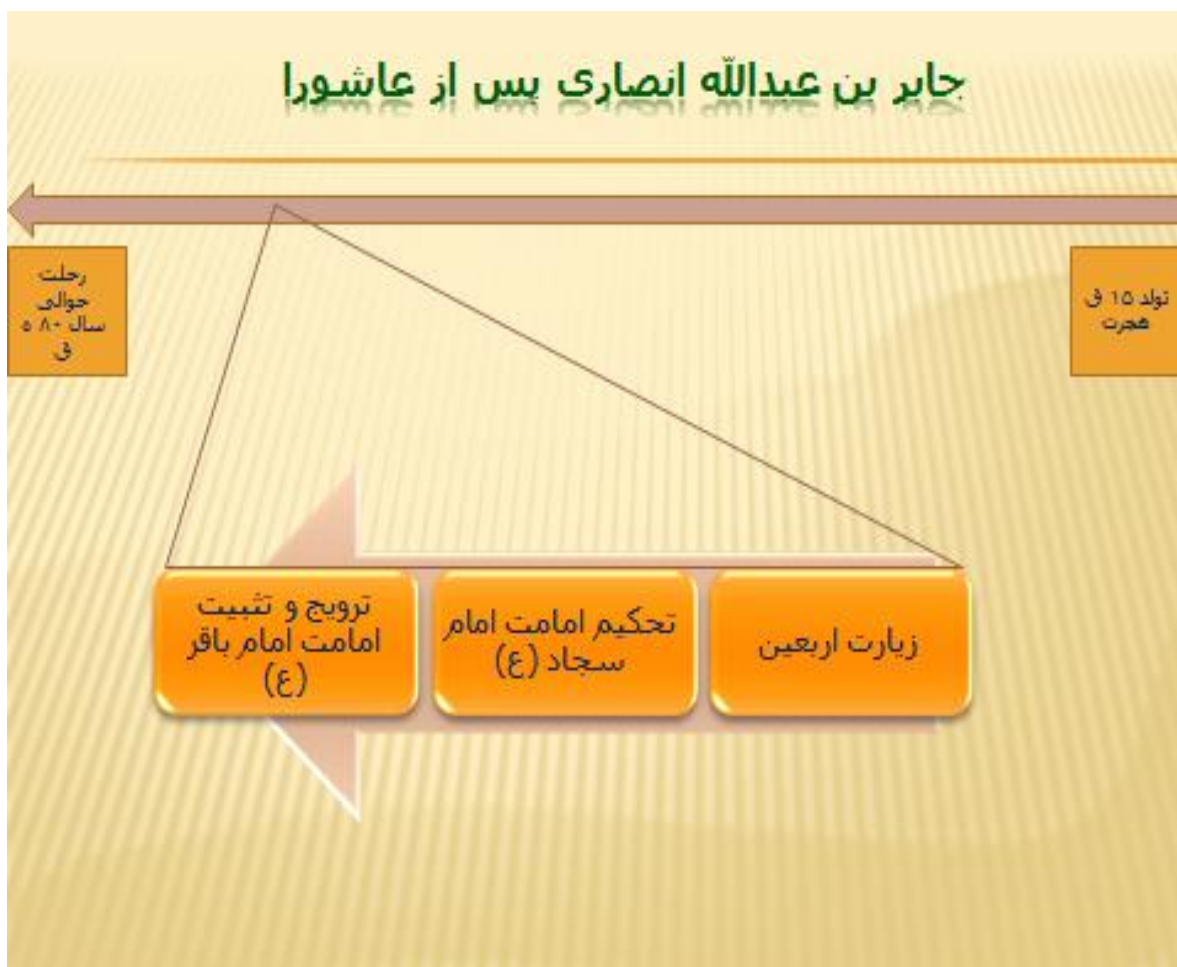 جابر بن عبدالله انصاری پس از عاشورا
تولد ۱۵ ق
هجرت
رحلت
حوالی
سال ۸۰ ه
ق
زیارت اربعین
تحکیم امامت امام
سجاد (ع)
ترویج و تثبیت
امامت امام باقر
(ع)